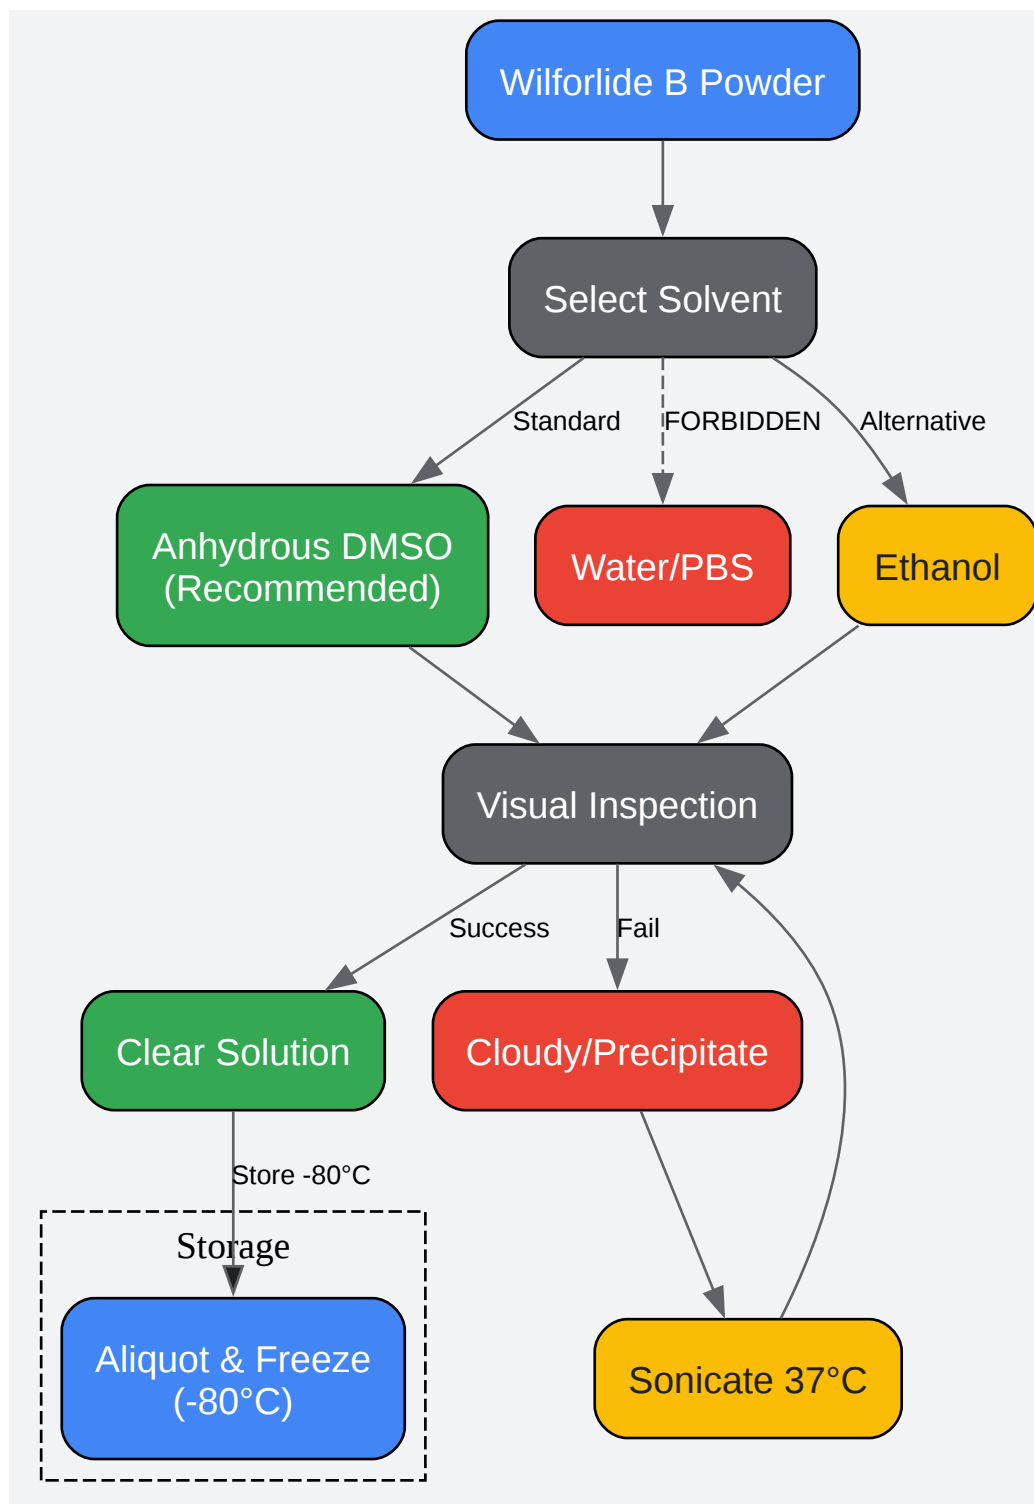 Wilforlide B Powder
Select Solvent
Standard
FORBIDDEN
Alternative
Anhydrous DMSO
(Recommended)
Water/PBS
Ethanol
Visual Inspection
Success
Fail
Clear Solution
Cloudy/Precipitate
Store -80°C
Storage
Aliquot & Freeze
(-80°C)
Sonicate 37°C